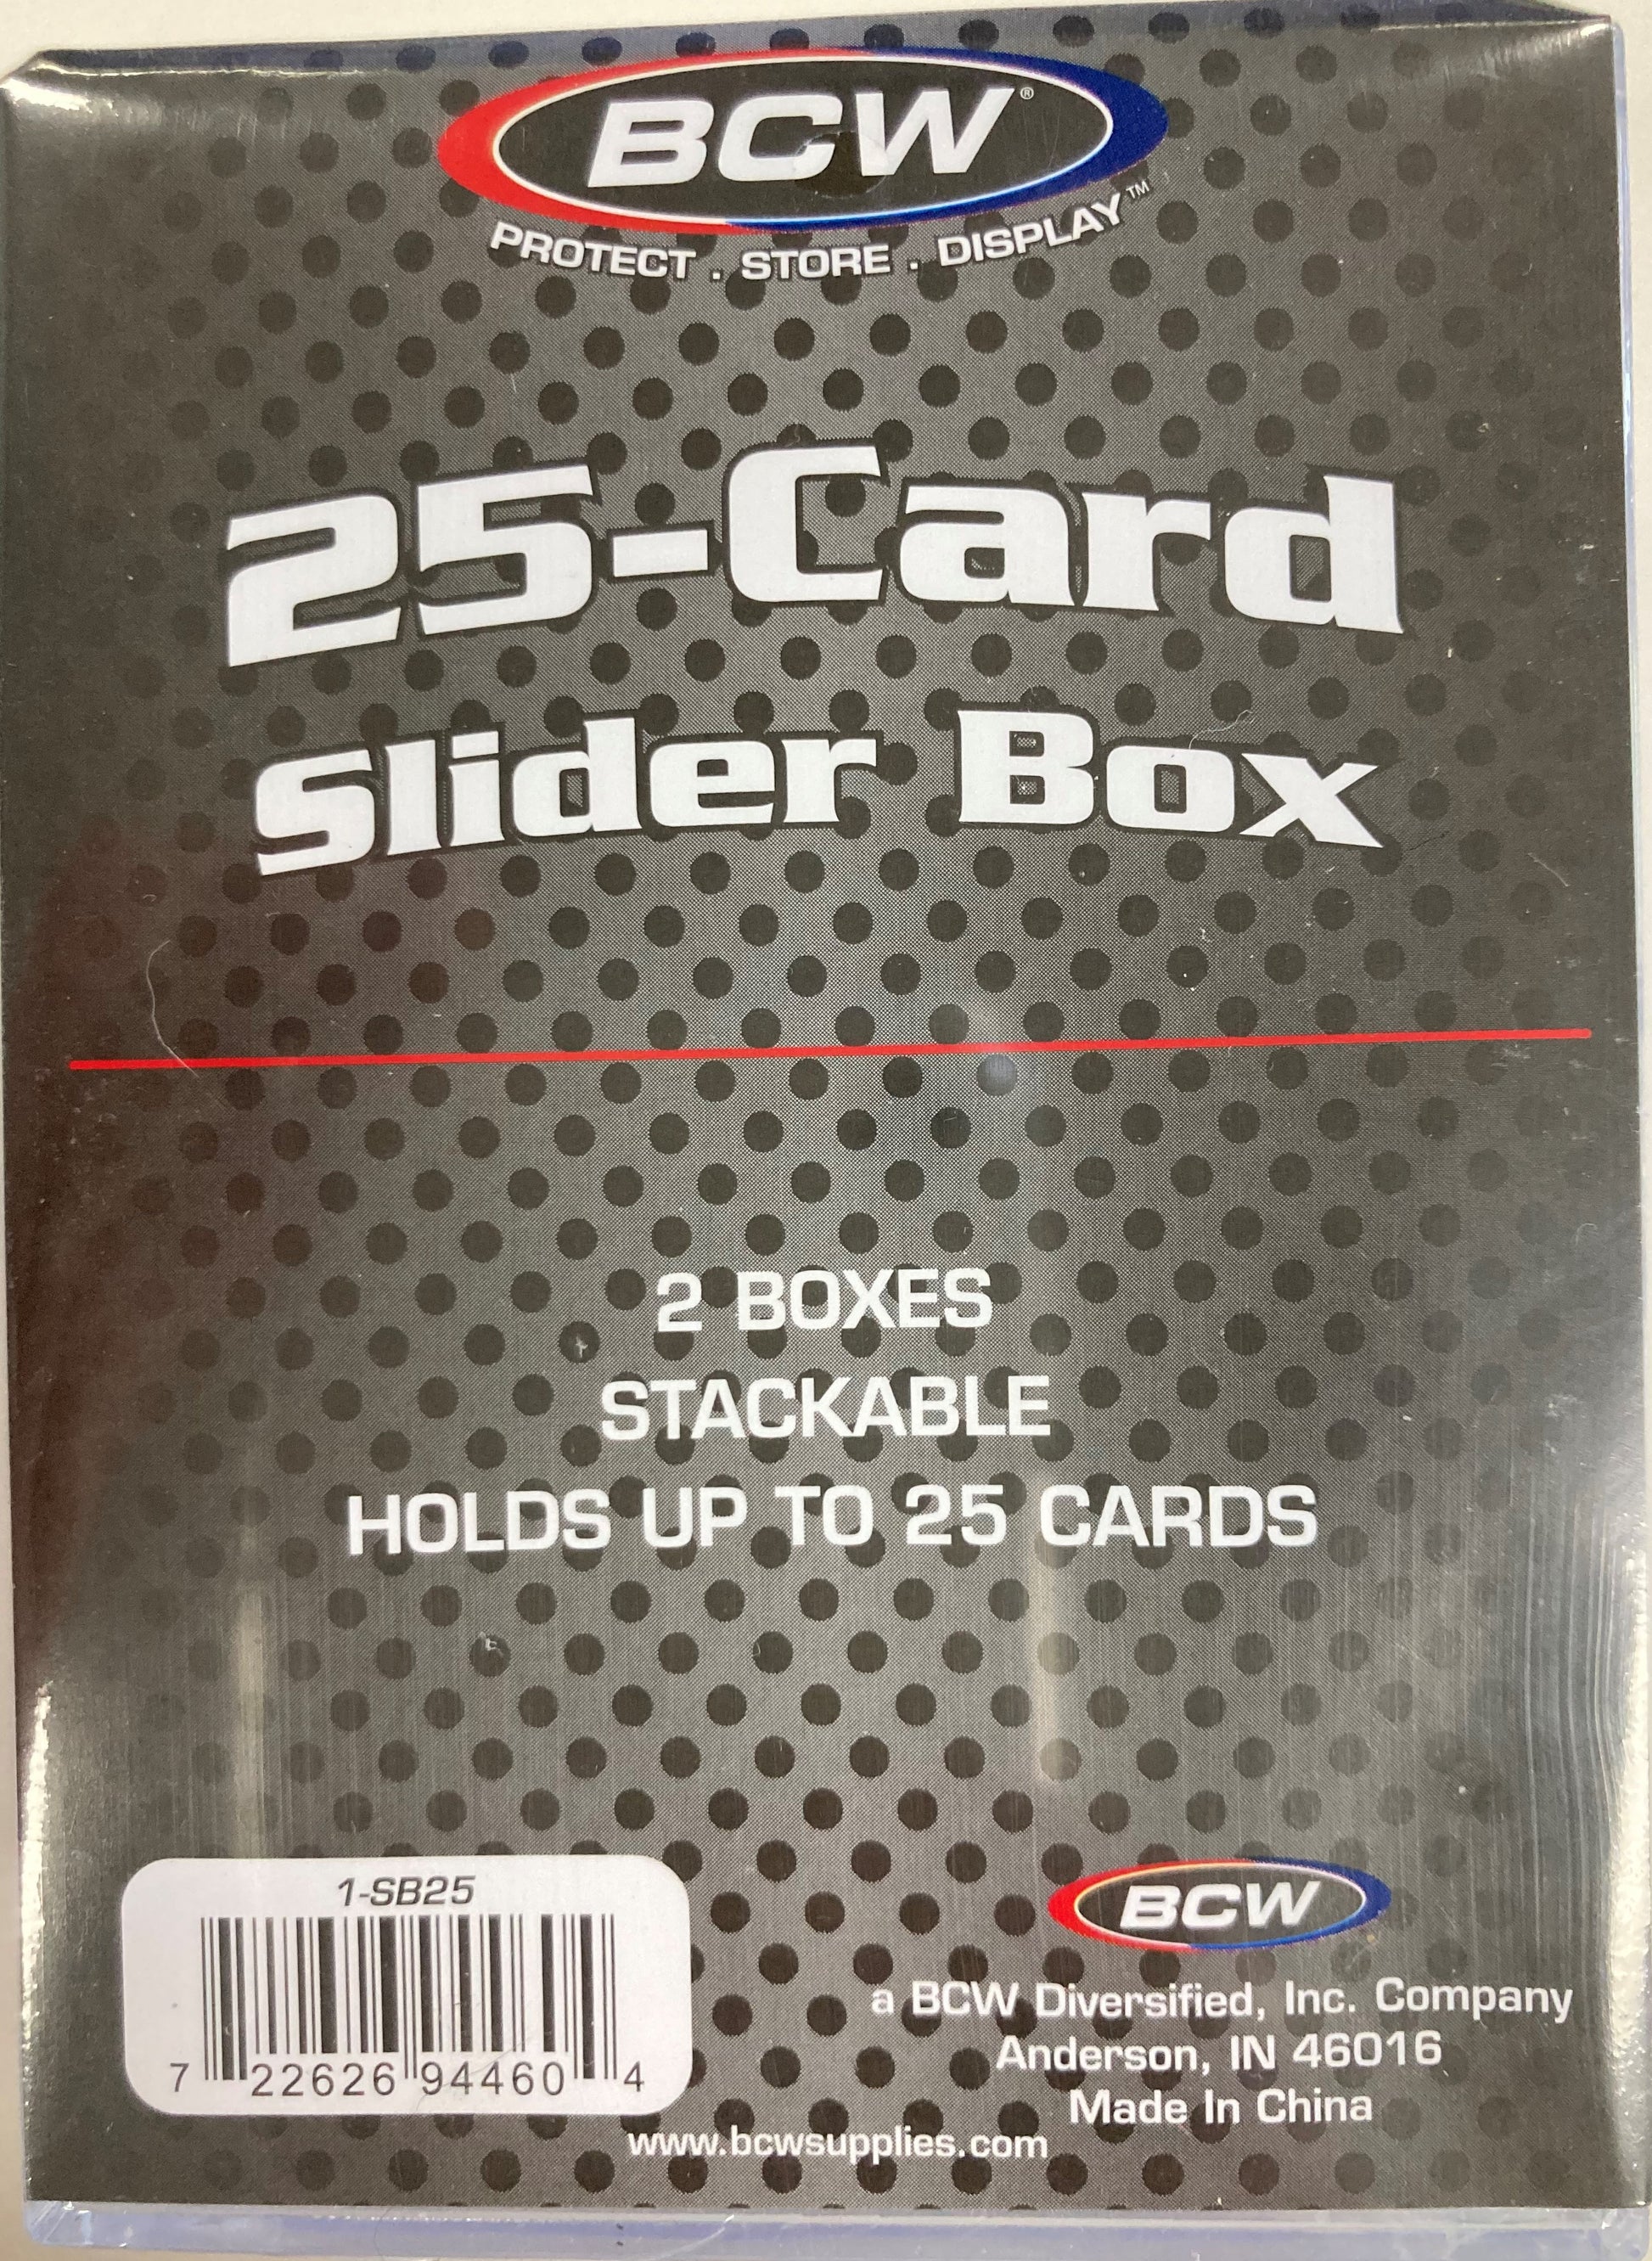 BCW®
PROTECT . STORE . DISPLAY™
25-Card
Slider Box
2 BOXES
STACKABLE
HOLDS UP TO 25 CARDS
1-SB25
7 22626 94460 4
BCW
a BCW Diversified, Inc. Company
Anderson, IN 46016
Made In China
www.bcwsupplies.com